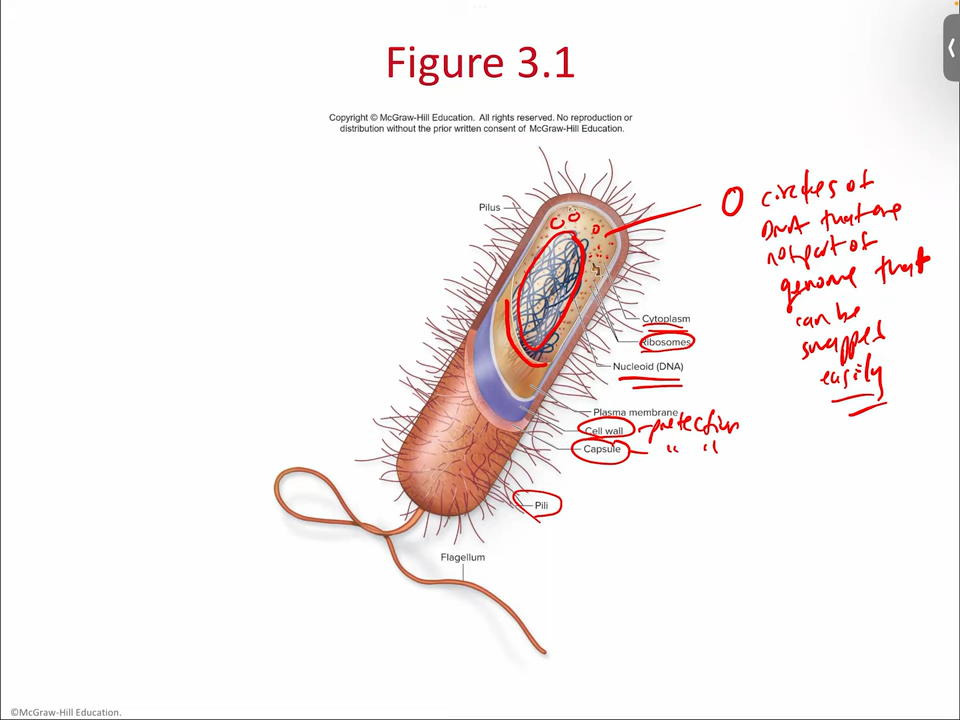 Figure 3.1
Copyright © McGraw-Hill Education. All rights reserved. No reproduction or
distribution without the prior written consent of McGraw-Hill Education.
Pilus
O circles of
DNA that are
not part of
genome that
can be
swapped
easily
Cytoplasm
Ribosomes
Nucleoid (DNA)
Plasma membrane
Cell wall - protection
Capsule - " "
Pili
Flagellum
©McGraw-Hill Education.